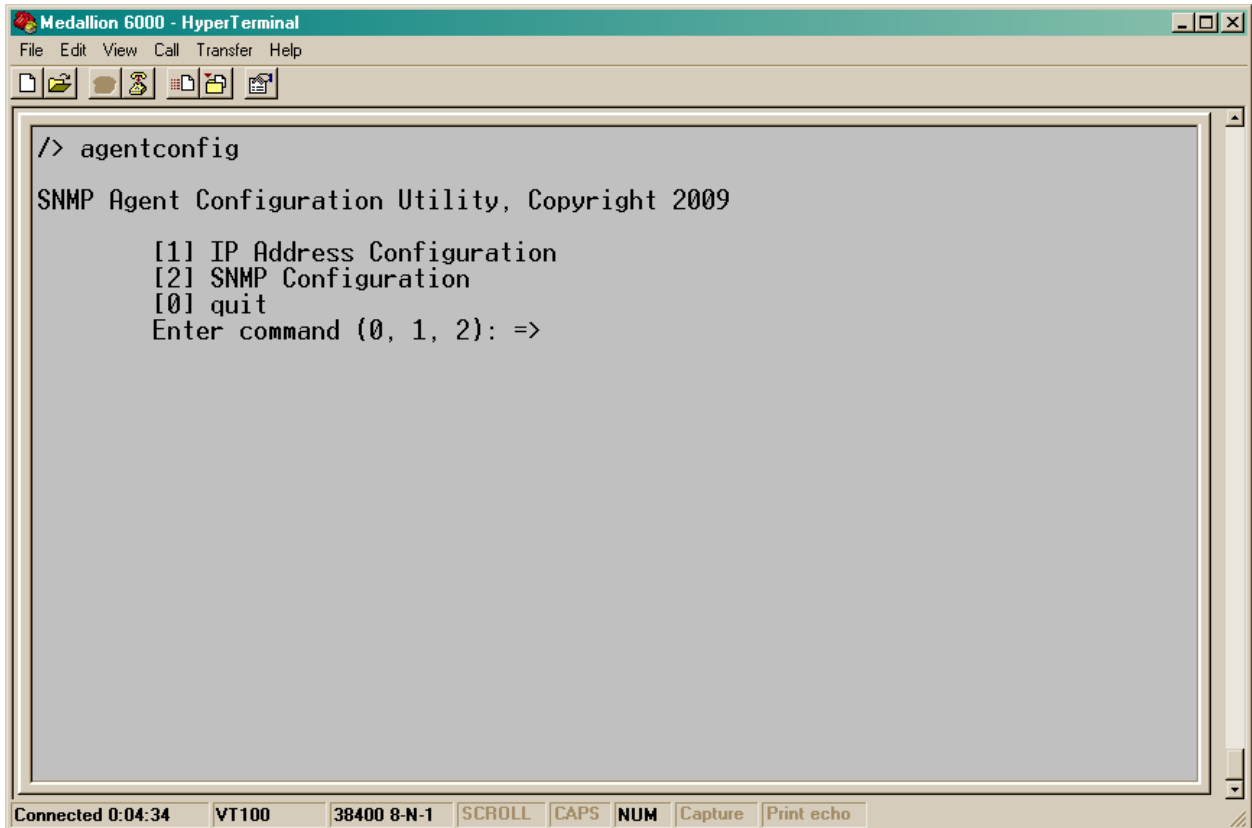 Medallion 6000 - HyperTerminal
File Edit View Call Transfer Help
/> agentconfig
SNMP Agent Configuration Utility, Copyright 2009
[1] IP Address Configuration
[2] SNMP Configuration
[0] quit
Enter command (0, 1, 2): =>
Connected 0:04:34 VT100 38400 8-N-1 SCROLL CAPS NUM Capture Print echo